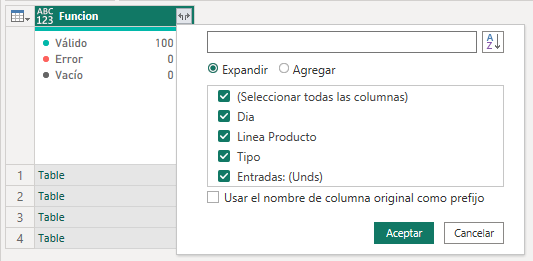 ABC
123
Funcion
Válido 100
Error 0
Vacío 0
1 Table
2 Table
3 Table
4 Table
A
Z
Expandir Agregar
(Seleccionar todas las columnas)
Dia
Linea Producto
Tipo
Entradas: (Unds)
Usar el nombre de columna original como prefijo
Aceptar Cancelar